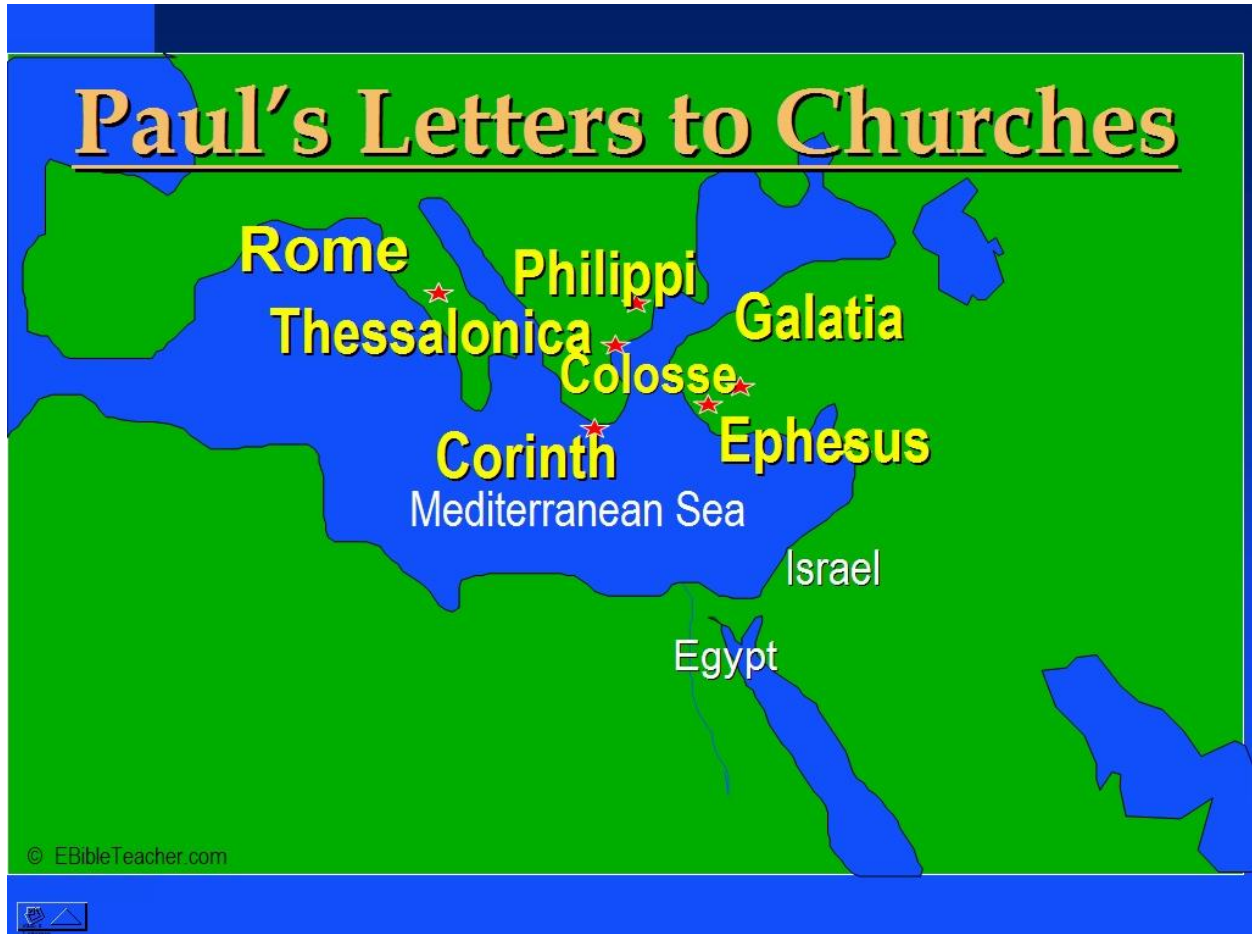 Paul's Letters to Churches
Rome
Philippi
Galatia
Thessalonica
Colosse
Ephesus
Corinth
Mediterranean Sea
Israel
Egypt
© EBibleTeacher.com